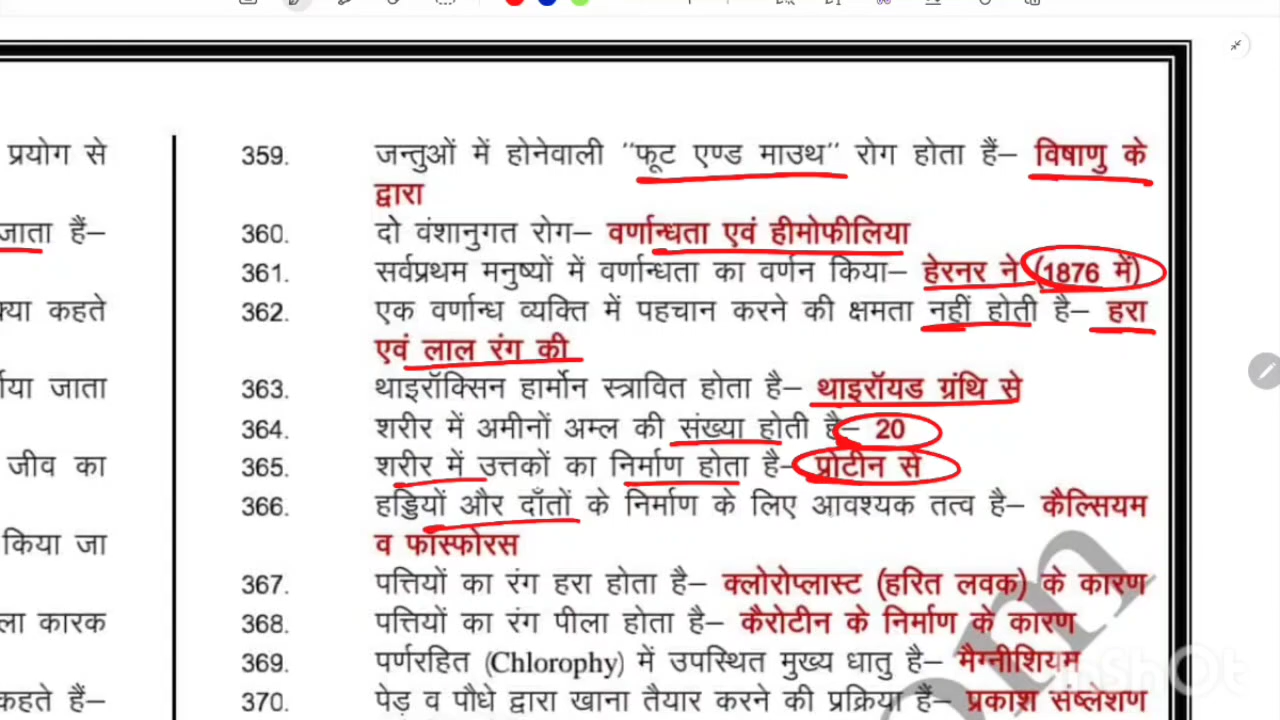 प्रयोग से
जाता हैं–
क्या कहते
जीव का
किया जा
ला कारक
कहते हैं–
359. जन्तुओं में होनेवाली "फूट एण्ड माउथ" रोग होता हैं– विषाणु के
द्वारा
360. दो वंशानुगत रोग– वर्णान्धता एवं हीमोफीलिया
361. सर्वप्रथम मनुष्यों में वर्णान्धता का वर्णन किया– हेरनर ने (1876 में)
362. एक वर्णान्ध व्यक्ति में पहचान करने की क्षमता नहीं होती है– हरा
एवं लाल रंग की
363. थाइरॉक्सिन हार्मोन स्त्रावित होता है– थाइरॉयड ग्रंथि से
364. शरीर में अमीनों अम्ल की संख्या होती है– 20
365. शरीर में उत्तकों का निर्माण होता है– प्रोटीन से
366. हड्डियों और दाँतों के निर्माण के लिए आवश्यक तत्व है– कैल्सियम
व फॉस्फोरस
367. पत्तियों का रंग हरा होता है– क्लोरोप्लास्ट (हरित लवक) के कारण
368. पत्तियों का रंग पीला होता है– कैरोटीन के निर्माण के कारण
369. पर्णरहित (Chlorophy) में उपस्थित मुख्य धातु है– मैग्नीशियम
370. पेड़ व पौधे द्वारा खाना तैयार करने की प्रक्रिया हैं– प्रकाश संष्लेशण
om
InShOt